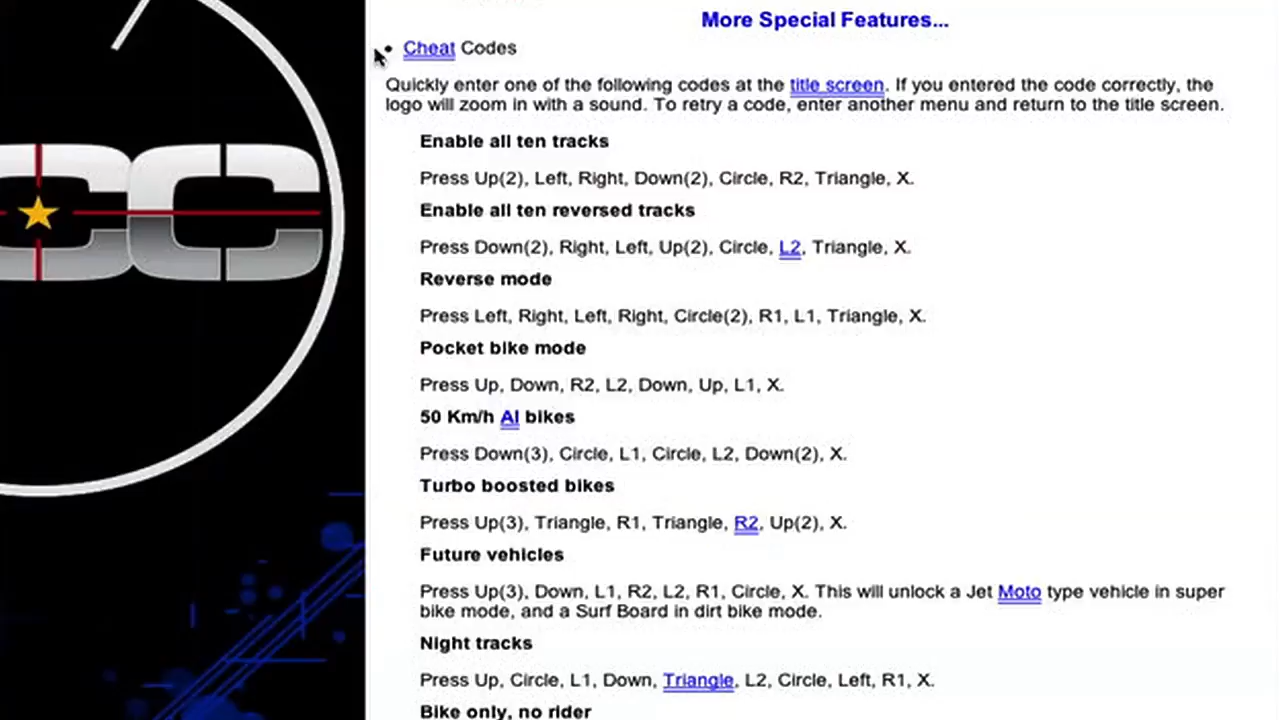 More Special Features...
• Cheat Codes
Quickly enter one of the following codes at the title screen. If you entered the code correctly, the
logo will zoom in with a sound. To retry a code, enter another menu and return to the title screen.
Enable all ten tracks
Press Up(2), Left, Right, Down(2), Circle, R2, Triangle, X.
Enable all ten reversed tracks
Press Down(2), Right, Left, Up(2), Circle, L2, Triangle, X.
Reverse mode
Press Left, Right, Left, Right, Circle(2), R1, L1, Triangle, X.
Pocket bike mode
Press Up, Down, R2, L2, Down, Up, L1, X.
50 Km/h AI bikes
Press Down(3), Circle, L1, Circle, L2, Down(2), X.
Turbo boosted bikes
Press Up(3), Triangle, R1, Triangle, R2, Up(2), X.
Future vehicles
Press Up(3), Down, L1, R2, L2, R1, Circle, X. This will unlock a Jet Moto type vehicle in super
bike mode, and a Surf Board in dirt bike mode.
Night tracks
Press Up, Circle, L1, Down, Triangle, L2, Circle, Left, R1, X.
Bike only, no rider
CC